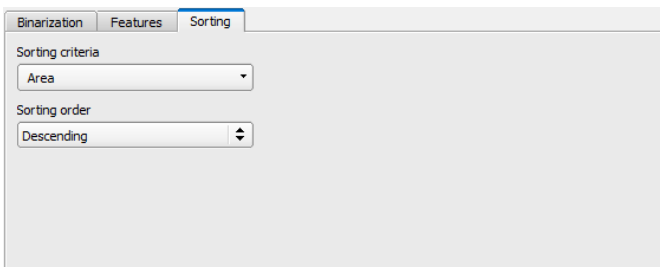 Binarization Features Sorting
Sorting criteria
Area
Sorting order
Descending